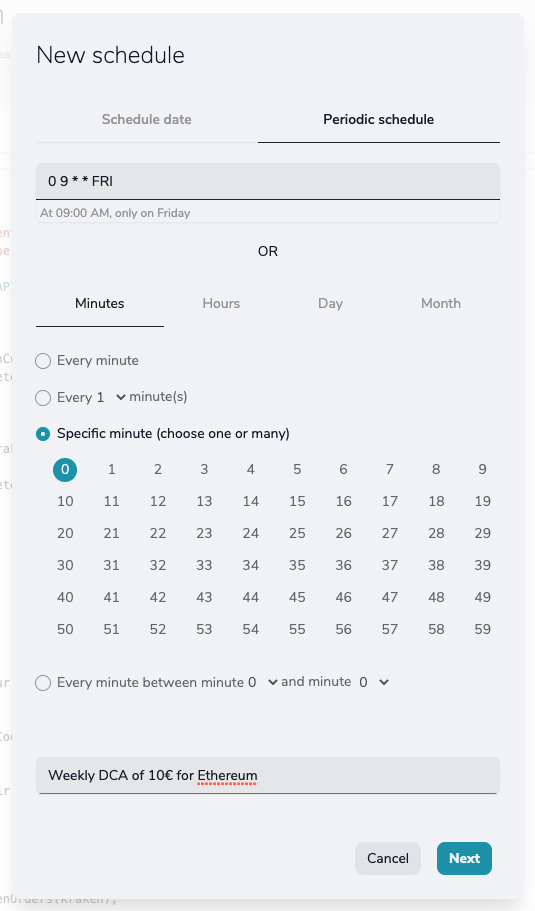 New schedule
Schedule date Periodic schedule
0 9 * * FRI
At 09:00 AM, only on Friday
OR
Minutes Hours Day Month
Every minute
Every 1 minute(s)
Specific minute (choose one or many)
0 1 2 3 4 5 6 7 8 9
10 11 12 13 14 15 16 17 18 19
20 21 22 23 24 25 26 27 28 29
30 31 32 33 34 35 36 37 38 39
40 41 42 43 44 45 46 47 48 49
50 51 52 53 54 55 56 57 58 59
Every minute between minute 0 and minute 0
Weekly DCA of 10€ for Ethereum
Cancel Next